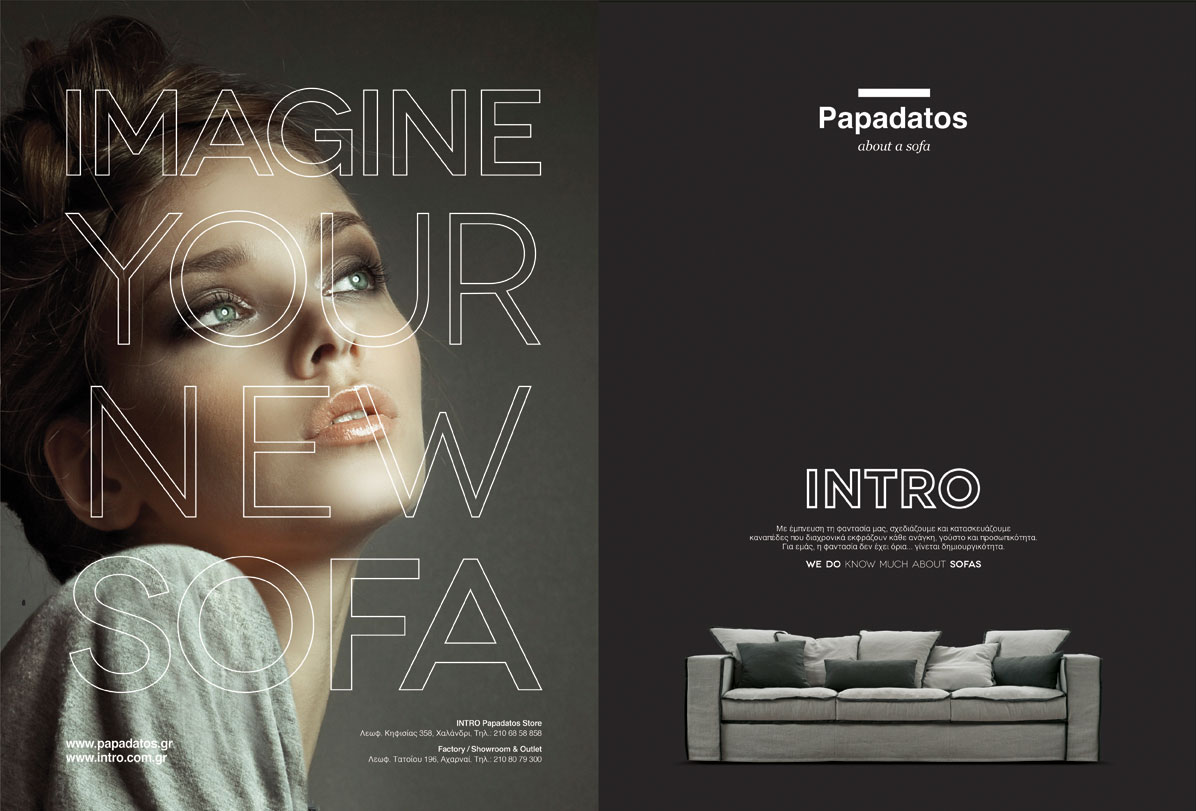 IMAGINE
YOUR
NEW
SOFA
INTRO Papadatos Store
Λεωφ. Κηφισίας 358, Χαλάνδρι, Τηλ.: 210 68 58 858
Factory / Showroom & Outlet
Λεωφ. Τατοΐου 196, Αχαρναί, Τηλ.: 210 80 79 300
www.papadatos.gr
www.intro.com.gr
Papadatos
about a sofa
INTRO
Με έμπνευση τη φαντασία μας, σχεδιάζουμε και κατασκευάζουμε
καναπέδες που διαχρονικά εκφράζουν κάθε ανάγκη, γούστο και προσωπικότητα.
Για εμάς, η φαντασία δεν έχει όρια... γίνεται δημιουργικότητα.
WE DO KNOW MUCH ABOUT SOFAS